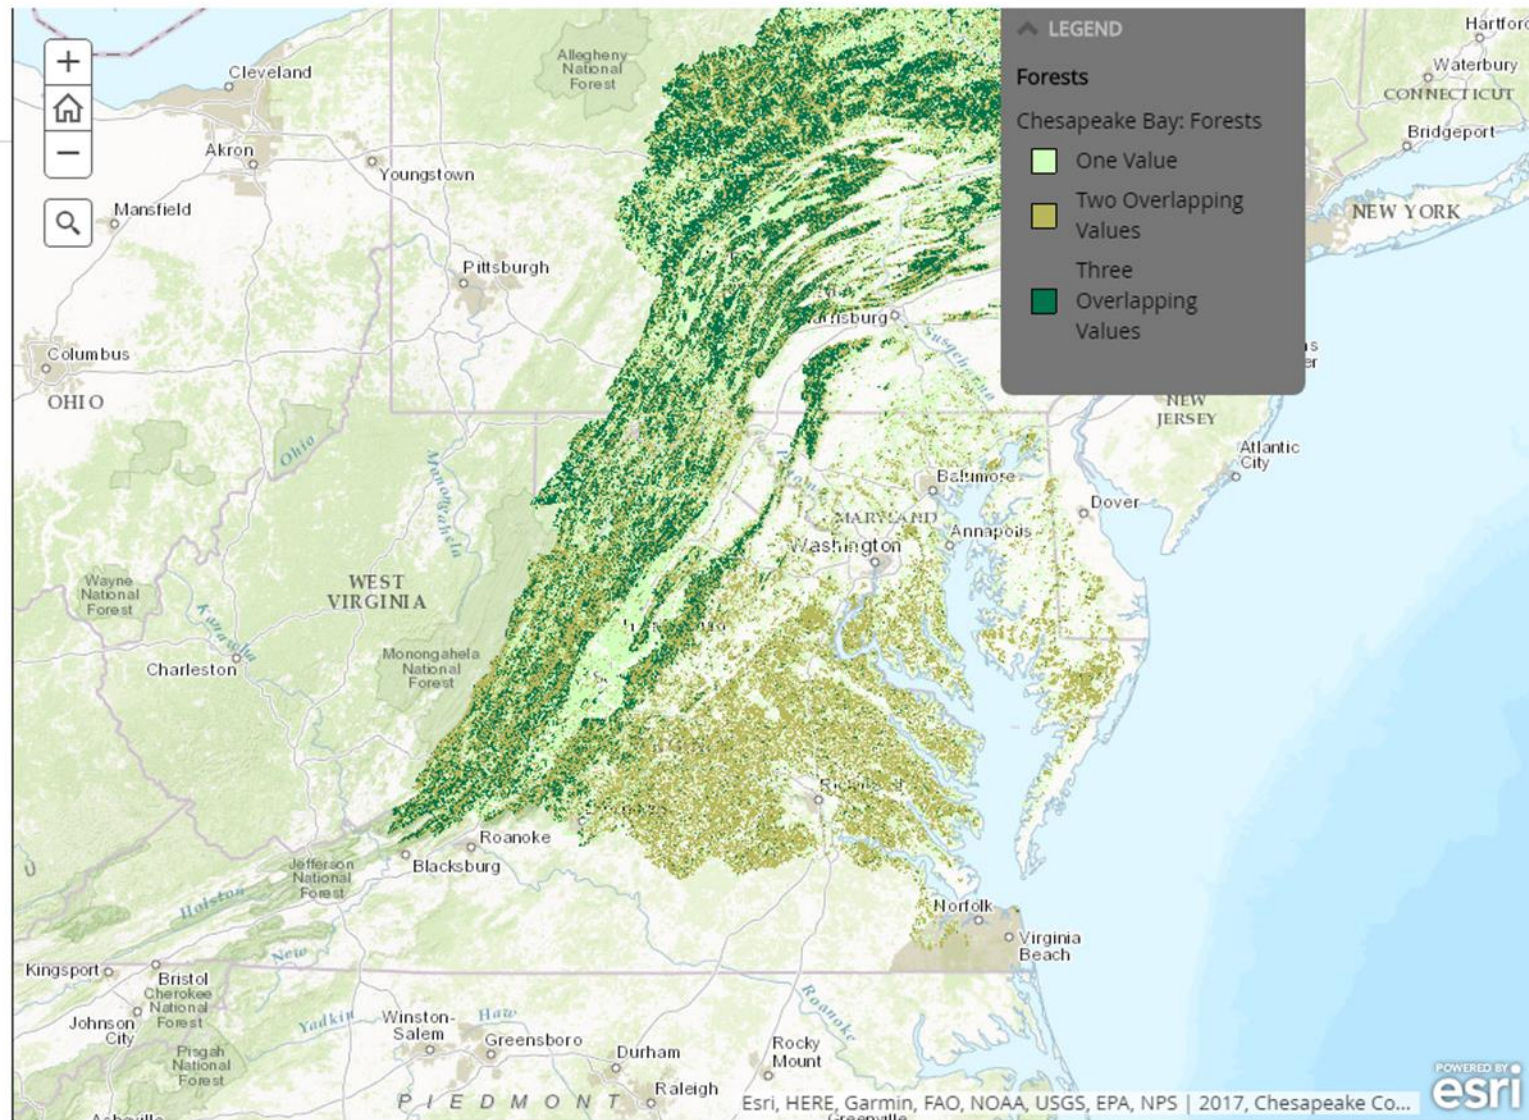 LEGEND
Forests
Chesapeake Bay: Forests
One Value
Two Overlapping
Values
Three
Overlapping
Values
+
−
Cleveland
Akron
Youngstown
Mansfield
Pittsburgh
Columbus
OHIO
Ohio
Monongahela
Allegheny
National
Forest
Hartford
Waterbury
CONNECTICUT
Bridgeport
NEW YORK
Susquehanna
NEW
JERSEY
Atlantic
City
Dover
Baltimore
MARYLAND
Annapolis
Washington
Wayne
National
Forest
WEST
VIRGINIA
Kanawha
Charleston
Monongahela
National
Forest
Roanoke
Blacksburg
Jefferson
National
Forest
Holston
New
Norfolk
Virginia
Beach
Kingsport
Bristol
Cherokee
National
Forest
Johnson
City
Pisgah
National
Forest
Yadkin
Winston-
Salem
Haw
Greensboro
Durham
Raleigh
Roanoke
Rocky
Mount
PIEDMONT
Esri, HERE, Garmin, FAO, NOAA, USGS, EPA, NPS | 2017, Chesapeake Co...
POWERED BY
esri